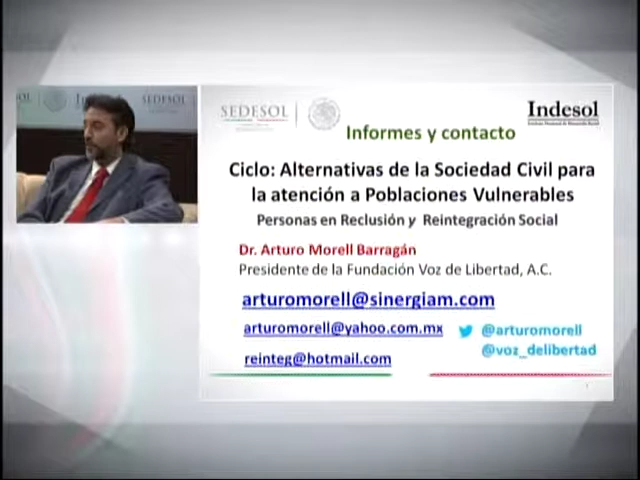 SEDESOL
Indesol
Informes y contacto
Ciclo: Alternativas de la Sociedad Civil para
la atención a Poblaciones Vulnerables
Personas en Reclusión y Reintegración Social
Dr. Arturo Morell Barragán
Presidente de la Fundación Voz de Libertad, A.C.
arturomorell@sinergiam.com
arturomorell@yahoo.com.mx
@arturomorell
@voz_delibertad
reinteg@hotmail.com
SEDESOL